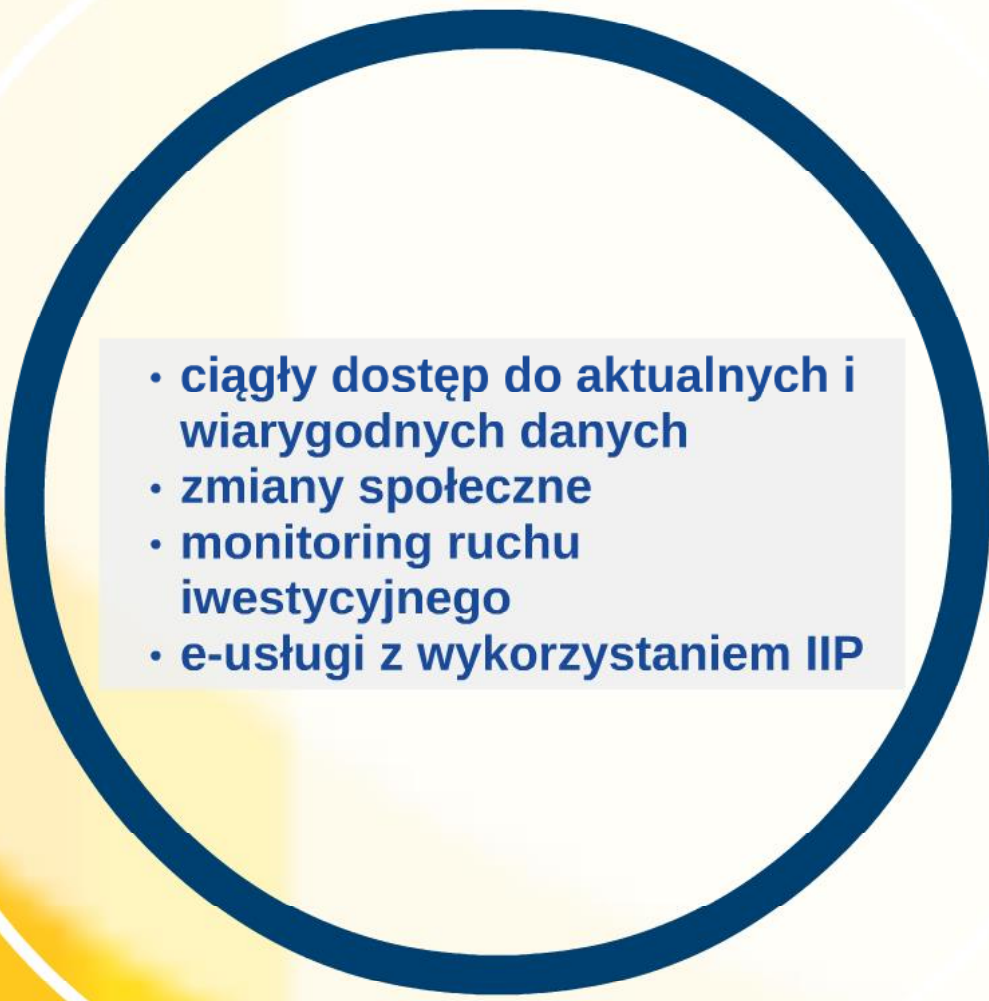 · ciągły dostęp do aktualnych i
wiarygodnych danych
· zmiany społeczne
· monitoring ruchu
iwestycyjnego
· e-usługi z wykorzystaniem IIP